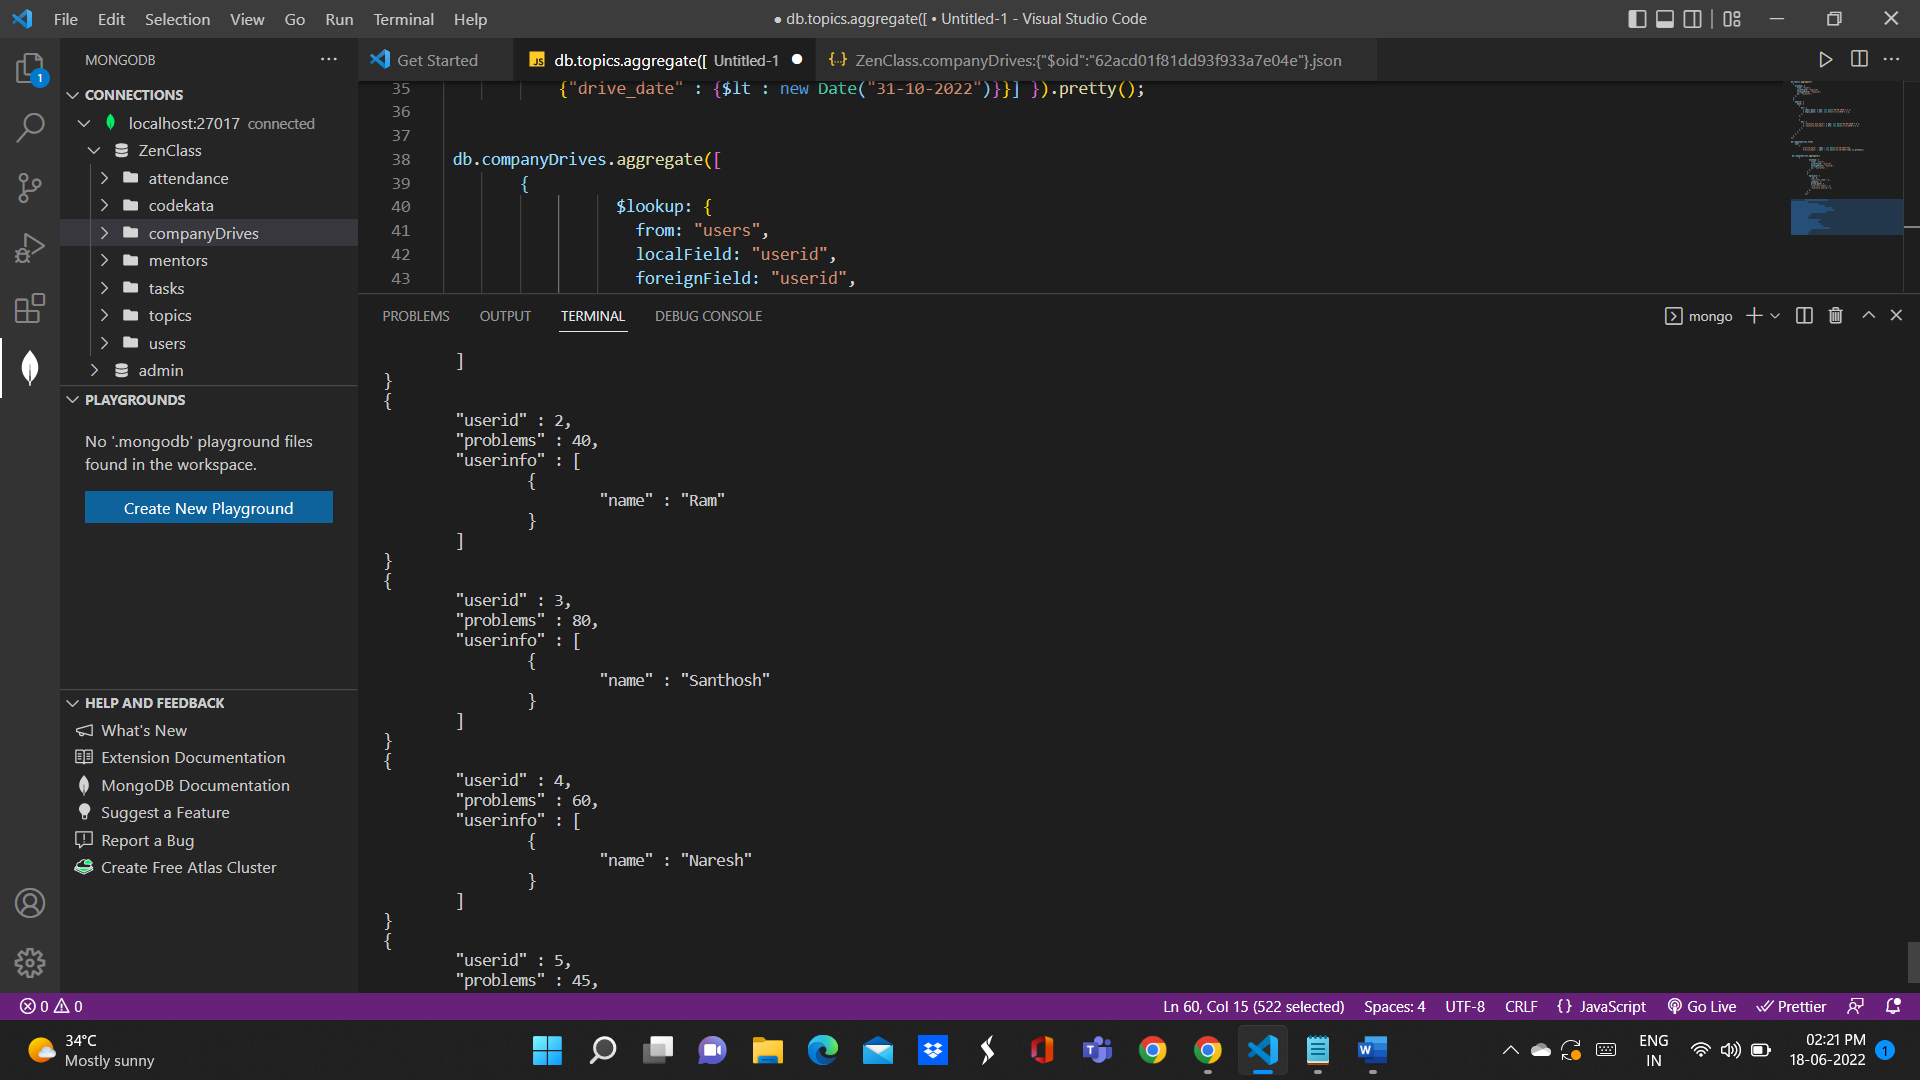 File Edit Selection View Go Run Terminal Help
● db.topics.aggregate([ • Untitled-1 - Visual Studio Code
MONGODB
CONNECTIONS
localhost:27017 connected
ZenClass
attendance
codekata
companyDrives
mentors
tasks
topics
users
admin
PLAYGROUNDS
No '.mongodb' playground files
found in the workspace.
Create New Playground
HELP AND FEEDBACK
What's New
Extension Documentation
MongoDB Documentation
Suggest a Feature
Report a Bug
Create Free Atlas Cluster
1
Get Started
JS db.topics.aggregate([ Untitled-1 ●
{··} ZenClass.companyDrives:{"$oid":"62acd01f81dd93f933a7e04e"}.json
35 {"drive_date" : {$lt : new Date("31-10-2022")}}] }).pretty();
36
37
38 db.companyDrives.aggregate([
39 {
40 $lookup: {
41 from: "users",
42 localField: "userid",
43 foreignField: "userid",
PROBLEMS OUTPUT TERMINAL DEBUG CONSOLE
mongo
]
}
{
"userid" : 2,
"problems" : 40,
"userinfo" : [
{
"name" : "Ram"
}
]
}
{
"userid" : 3,
"problems" : 80,
"userinfo" : [
{
"name" : "Santhosh"
}
]
}
{
"userid" : 4,
"problems" : 60,
"userinfo" : [
{
"name" : "Naresh"
}
]
}
{
"userid" : 5,
"problems" : 45,
0 0
Ln 60, Col 15 (522 selected) Spaces: 4 UTF-8 CRLF {} JavaScript Go Live Prettier
34°C
Mostly sunny
ENG
IN
02:21 PM
18-06-2022
1